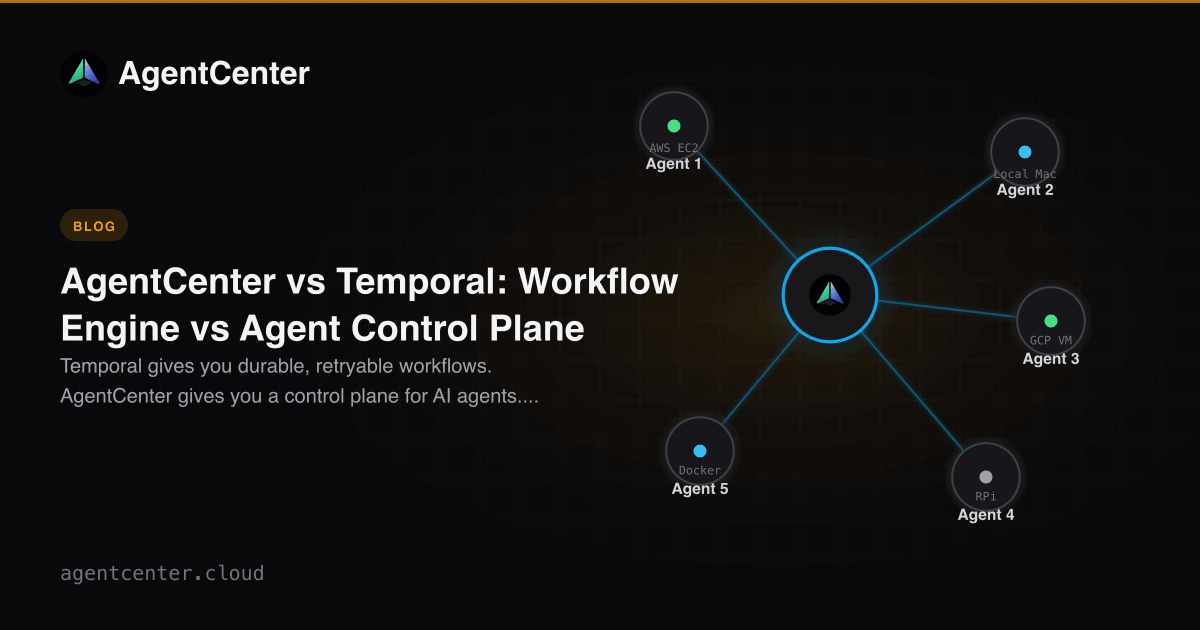 AgentCenter
BLOG
AgentCenter vs Temporal: Workflow
Engine vs Agent Control Plane
Temporal gives you durable, retryable workflows.
AgentCenter gives you a control plane for AI agents....
agentcenter.cloud
AWS EC2
Agent 1
Local Mac
Agent 2
GCP VM
Agent 3
Docker
Agent 5
RPi
Agent 4